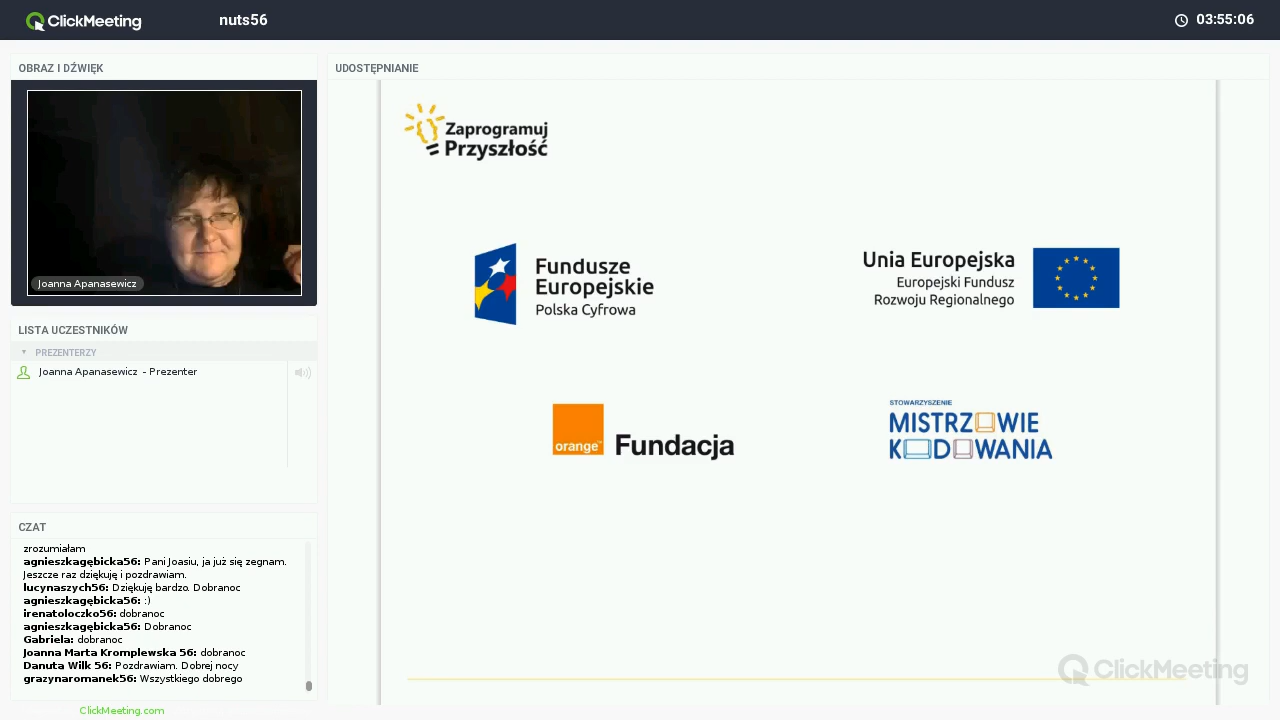 ClickMeeting
nuts56
03:55:06
OBRAZ I DŹWIĘK
Joanna Apanasewicz
LISTA UCZESTNIKÓW
PREZENTERZY
Joanna Apanasewicz - Prezenter
CZAT
zrozumiałam
agnieszkagębicka56: Pani Joasiu, ja już się zegnam.
Jeszcze raz dziękuję i pozdrawiam.
lucynaszych56: Dziękuję bardzo. Dobranoc
agnieszkagębicka56: :)
irenatoloczko56: dobranoc
agnieszkagębicka56: Dobranoc
Gabriela: dobranoc
Joanna Marta Kromplewska 56: dobranoc
Danuta Wilk 56: Pozdrawiam. Dobrej nocy
grazynaromanek56: Wszystkiego dobrego
ClickMeeting.com
UDOSTĘPNIANIE
Zaprogramuj
Przyszłość
Fundusze
Europejskie
Polska Cyfrowa
Unia Europejska
Europejski Fundusz
Rozwoju Regionalnego
orange™
Fundacja
STOWARZYSZENIE
MISTRZOWIE
KODOWANIA
ClickMeeting